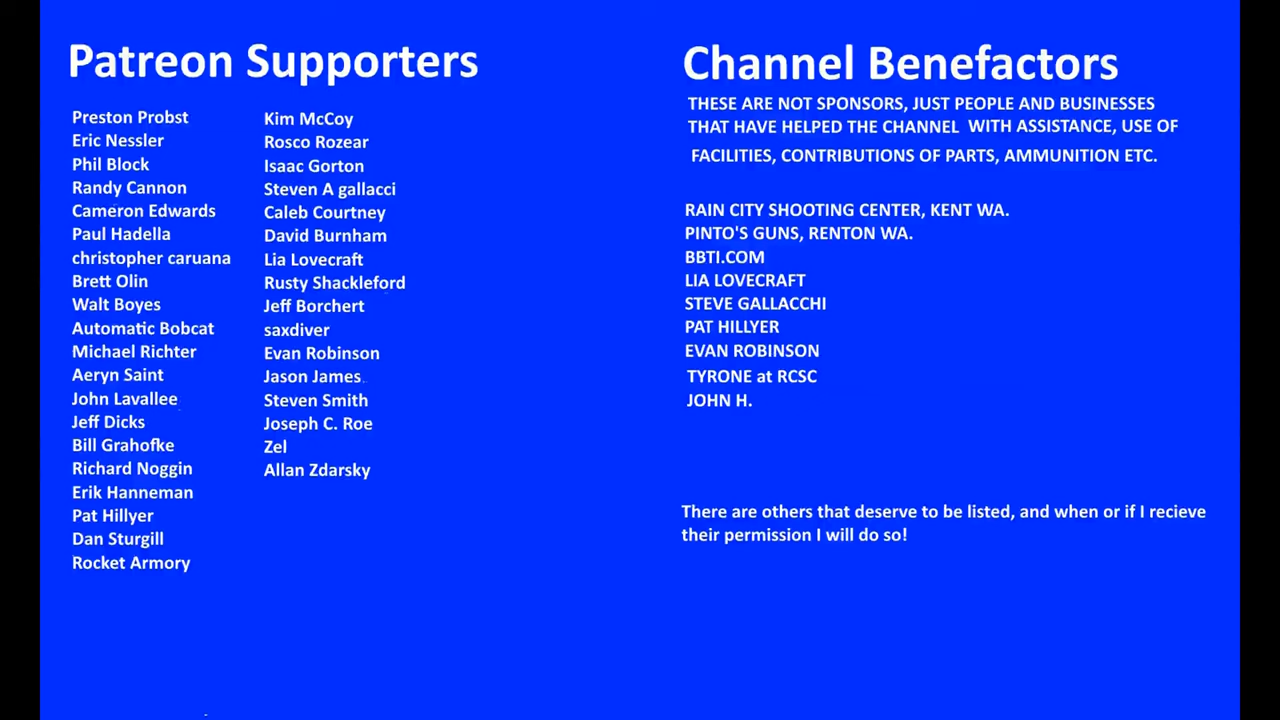 Patreon Supporters
Preston Probst
Eric Nessler
Phil Block
Randy Cannon
Cameron Edwards
Paul Hadella
christopher caruana
Brett Olin
Walt Boyes
Automatic Bobcat
Michael Richter
Aeryn Saint
John Lavallee
Jeff Dicks
Bill Grahofke
Richard Noggin
Erik Hanneman
Pat Hillyer
Dan Sturgill
Rocket Armory
Kim McCoy
Rosco Rozear
Isaac Gorton
Steven A gallacci
Caleb Courtney
David Burnham
Lia Lovecraft
Rusty Shackleford
Jeff Borchert
saxdiver
Evan Robinson
Jason James
Steven Smith
Joseph C. Roe
Zel
Allan Zdarsky
Channel Benefactors
THESE ARE NOT SPONSORS, JUST PEOPLE AND BUSINESSES
THAT HAVE HELPED THE CHANNEL WITH ASSISTANCE, USE OF
FACILITIES, CONTRIBUTIONS OF PARTS, AMMUNITION ETC.
RAIN CITY SHOOTING CENTER, KENT WA.
PINTO'S GUNS, RENTON WA.
BBTI.COM
LIA LOVECRAFT
STEVE GALLACCHI
PAT HILLYER
EVAN ROBINSON
TYRONE at RCSC
JOHN H.
There are others that deserve to be listed, and when or if I recieve
their permission I will do so!